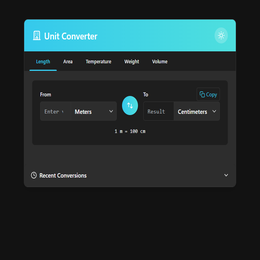 Unit Converter
Length Area Temperature Weight Volume
From To Copy
Enter Meters Result Centimeters
1 m = 100 cm
Recent Conversions